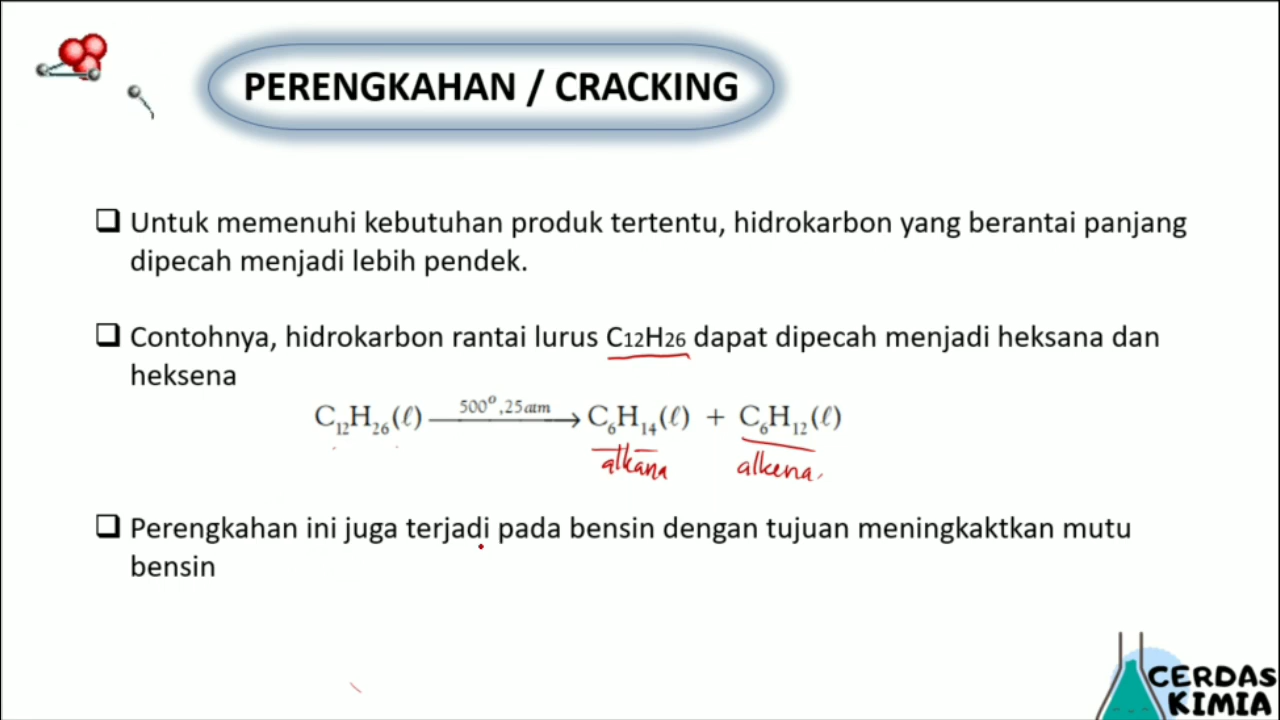 PERENGKAHAN / CRACKING
❑ Untuk memenuhi kebutuhan produk tertentu, hidrokarbon yang berantai panjang
dipecah menjadi lebih pendek.
❑ Contohnya, hidrokarbon rantai lurus C12H26 dapat dipecah menjadi heksana dan
heksena
C₁₂H₂₆(ℓ) 500⁰,25atm → C₆H₁₄(ℓ) + C₆H₁₂(ℓ)
alkana alkena
❑ Perengkahan ini juga terjadi pada bensin dengan tujuan meningkaktkan mutu
bensin
CERDAS
KIMIA